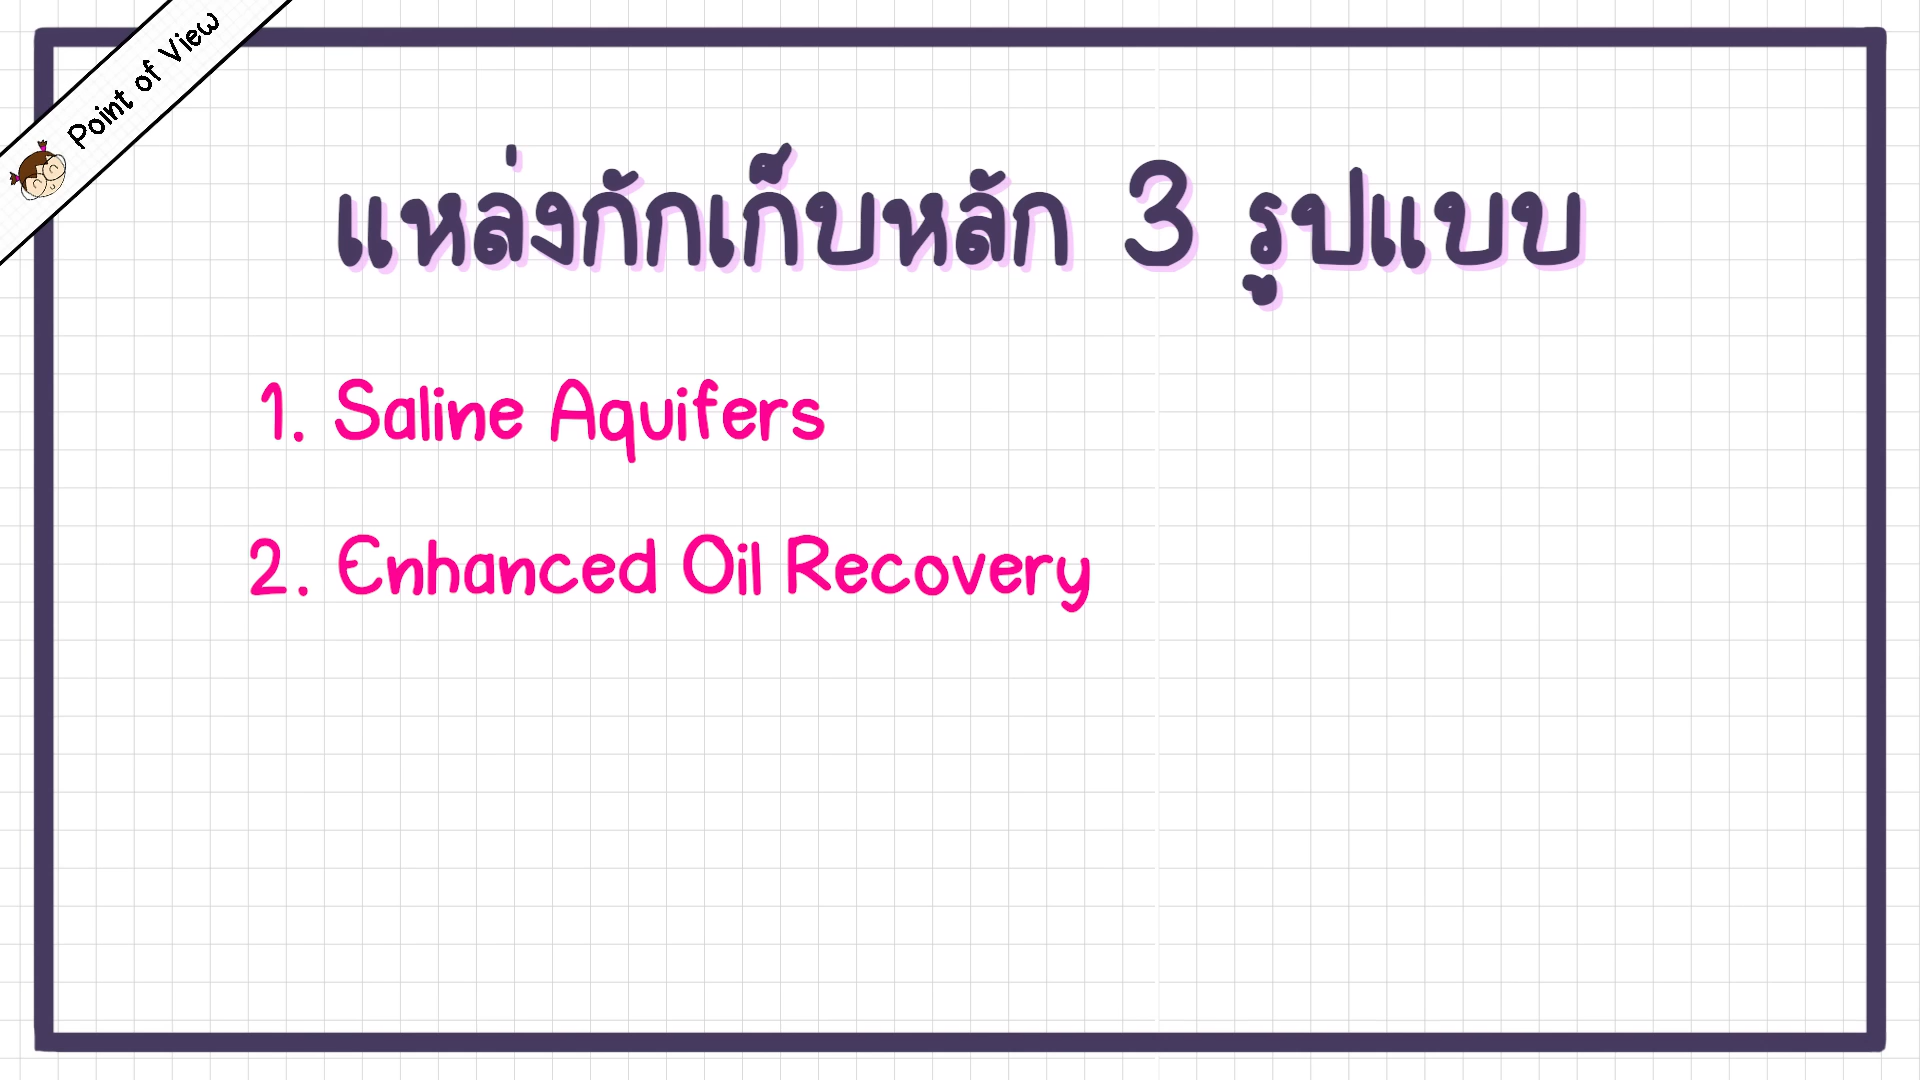 Point of View
แหล่งกักเก็บหลัก 3 รูปแบบ
1. Saline Aquifers
2. Enhanced Oil Recovery